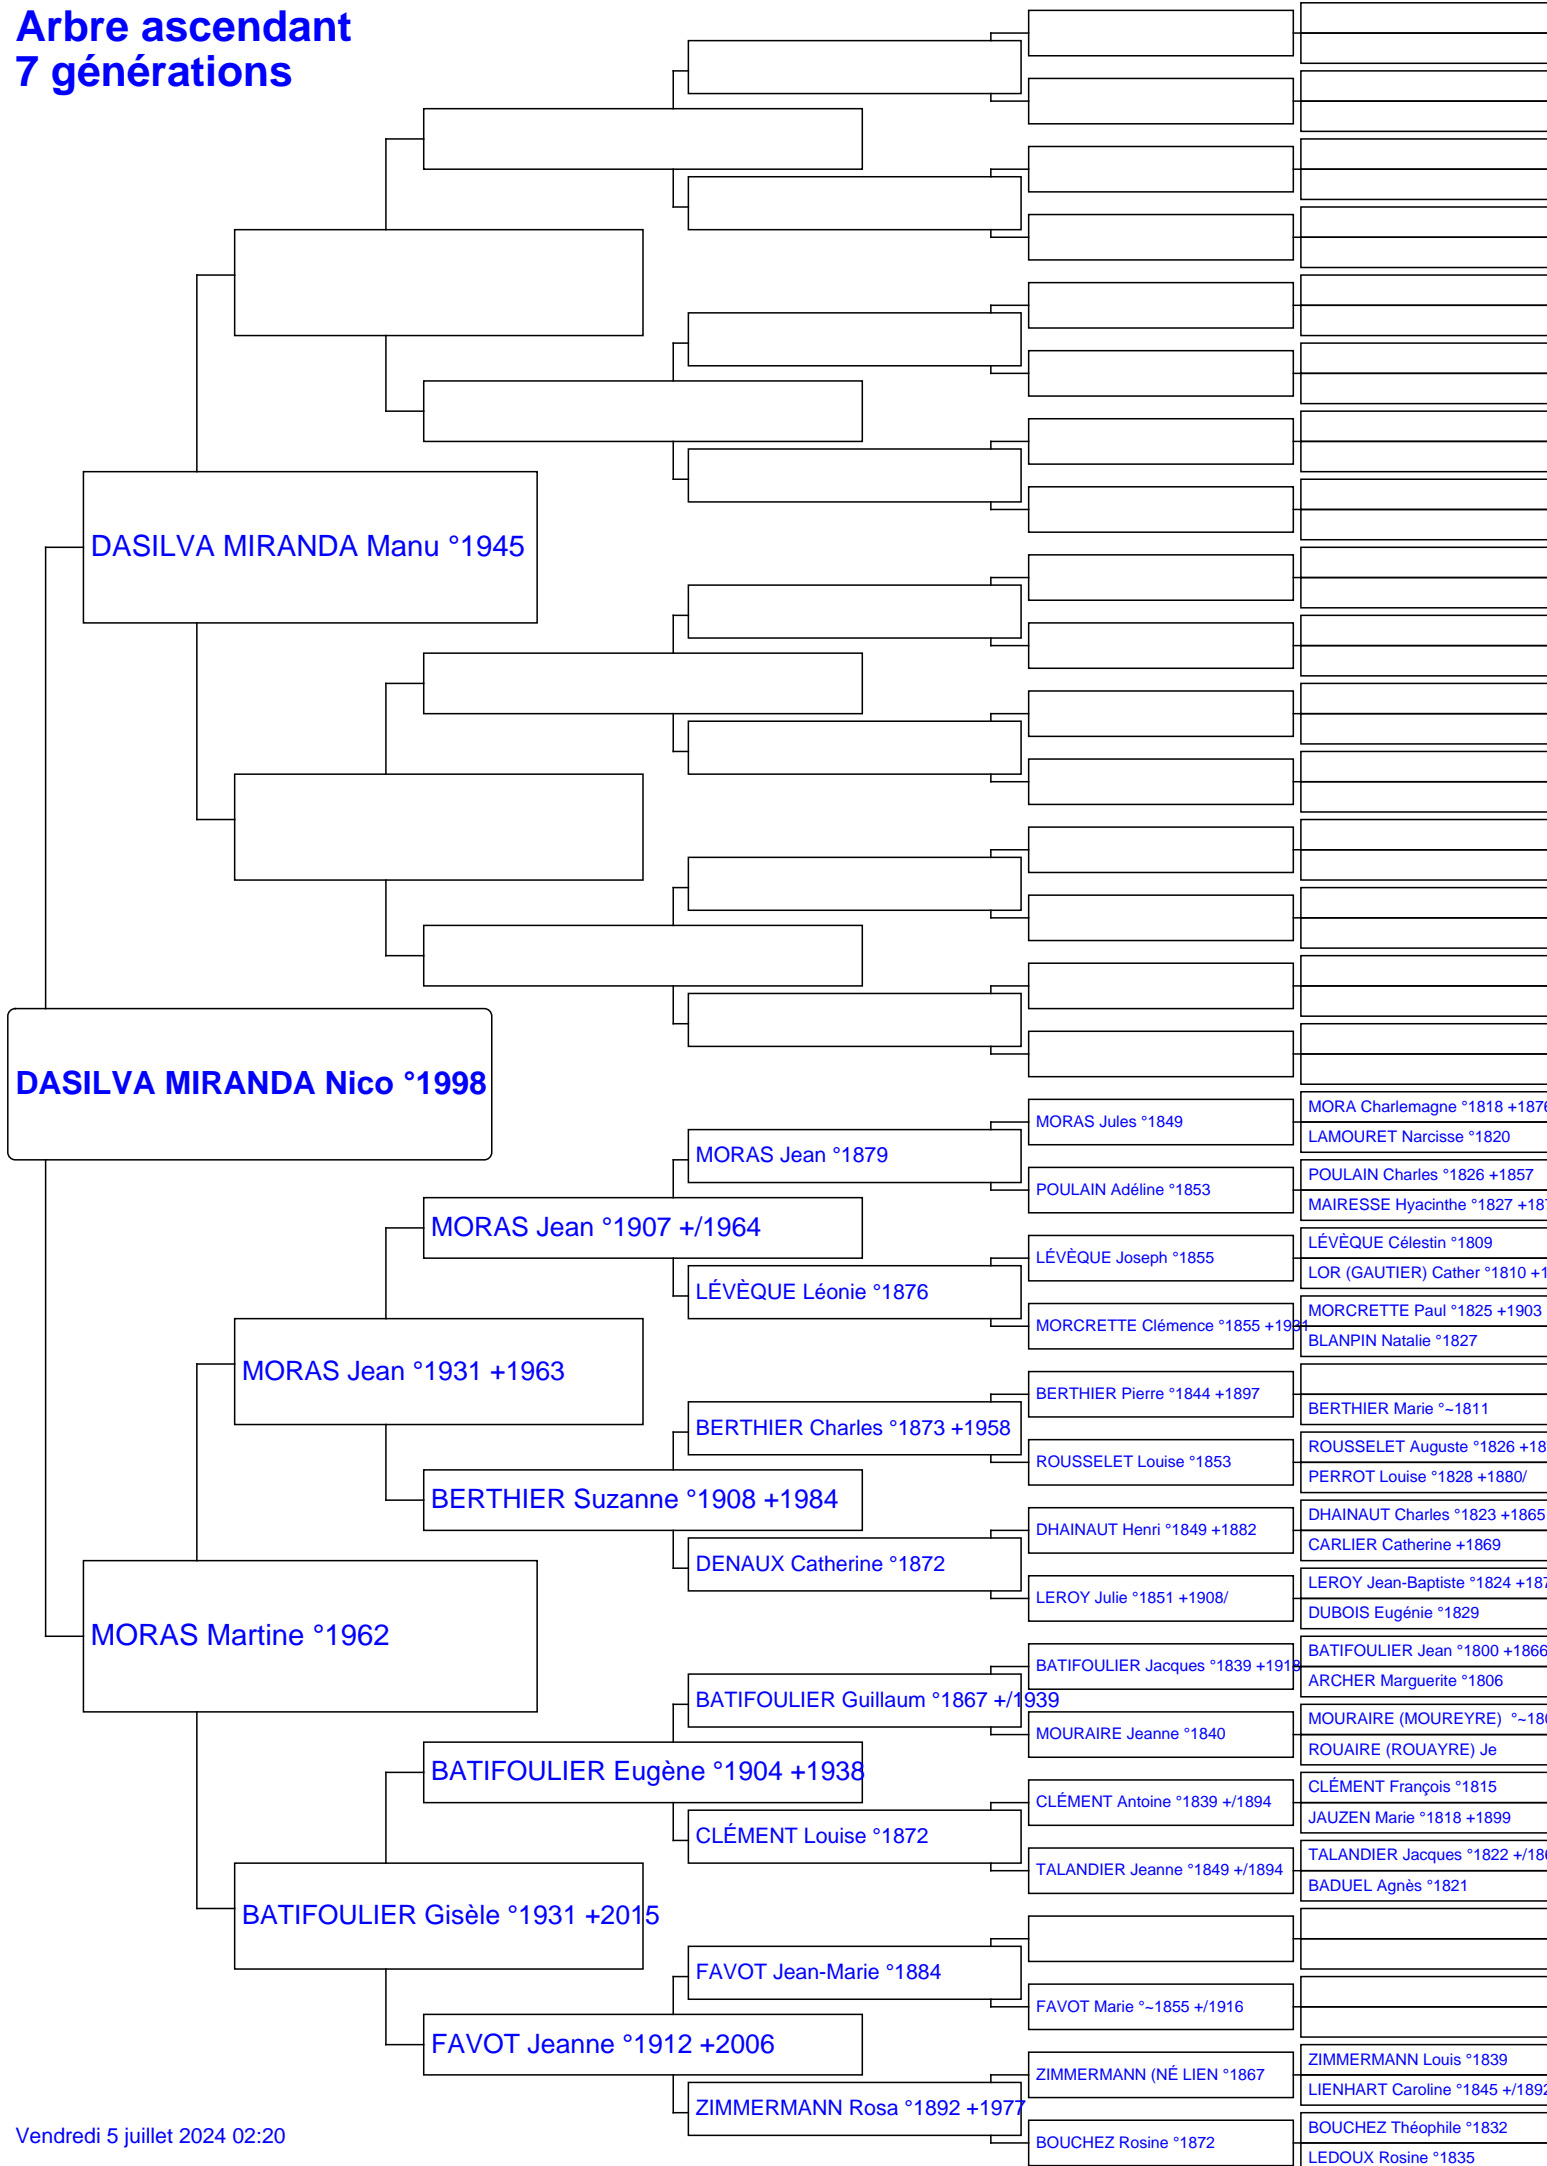 Arbre ascendant
7 générations
DASILVA MIRANDA Manu °1945
DASILVA MIRANDA Nico °1998
MORAS Martine °1962
MORAS Jean °1931 +1963
BATIFOULIER Gisèle °1931 +2015
MORAS Jean °1907 +/1964
BERTHIER Suzanne °1908 +1984
BATIFOULIER Eugène °1904 +1938
FAVOT Jeanne °1912 +2006
MORAS Jean °1879
LÉVÈQUE Léonie °1876
BERTHIER Charles °1873 +1958
DENAUX Catherine °1872
BATIFOULIER Guillaum °1867 +/1939
CLÉMENT Louise °1872
FAVOT Jean-Marie °1884
ZIMMERMANN Rosa °1892 +1977
MORAS Jules °1849
POULAIN Adéline °1853
LÉVÈQUE Joseph °1855
MORCRETTE Clémence °1855 +1931
BERTHIER Pierre °1844 +1897
ROUSSELET Louise °1853
DHAINAUT Henri °1849 +1882
LEROY Julie °1851 +1908/
BATIFOULIER Jacques °1839 +1918
MOURAIRE Jeanne °1840
CLÉMENT Antoine °1839 +/1894
TALANDIER Jeanne °1849 +/1894
FAVOT Marie °~1855 +/1916
ZIMMERMANN (NÉ LIEN °1867
BOUCHEZ Rosine °1872
MORA Charlemagne °1818 +1876
LAMOURET Narcisse °1820
POULAIN Charles °1826 +1857
MAIRESSE Hyacinthe °1827 +187
LÉVÈQUE Célestin °1809
LOR (GAUTIER) Cather °1810 +1
MORCRETTE Paul °1825 +1903
BLANPIN Natalie °1827
BERTHIER Marie °~1811
ROUSSELET Auguste °1826 +18
PERROT Louise °1828 +1880/
DHAINAUT Charles °1823 +1865
CARLIER Catherine +1869
LEROY Jean-Baptiste °1824 +187
DUBOIS Eugénie °1829
BATIFOULIER Jean °1800 +1866
ARCHER Marguerite °1806
MOURAIRE (MOUREYRE) °~180
ROUAIRE (ROUAYRE) Je
CLÉMENT François °1815
JAUZEN Marie °1818 +1899
TALANDIER Jacques °1822 +/186
BADUEL Agnès °1821
ZIMMERMANN Louis °1839
LIENHART Caroline °1845 +/1892
BOUCHEZ Théophile °1832
LEDOUX Rosine °1835
Vendredi 5 juillet 2024 02:20